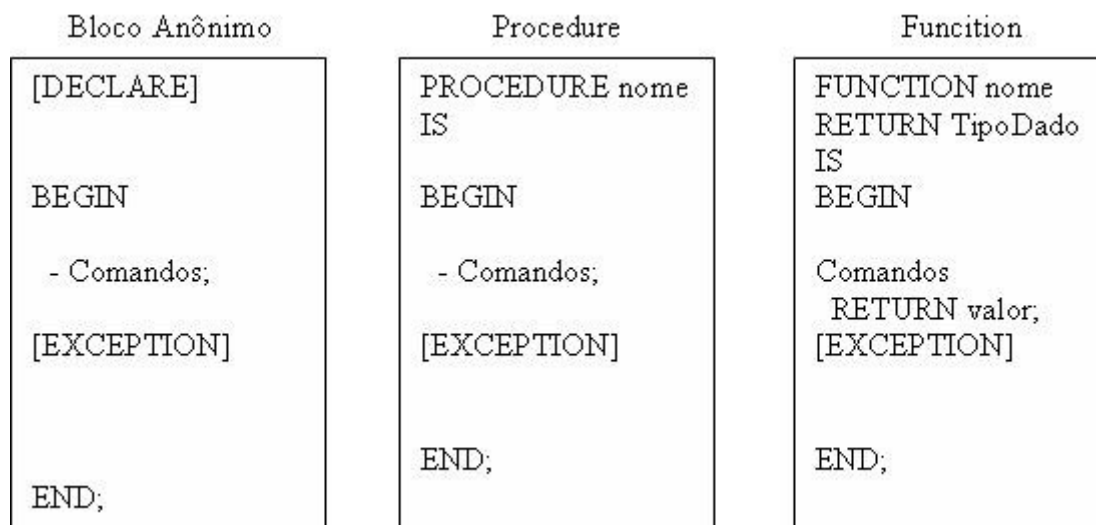 Bloco Anônimo
[DECLARE]
BEGIN
- Comandos;
[EXCEPTION]
END;
Procedure
PROCEDURE nome
IS
BEGIN
- Comandos;
[EXCEPTION]
END;
Funcition
FUNCTION nome
RETURN TipoDado
IS
BEGIN
Comandos
RETURN valor;
[EXCEPTION]
END;